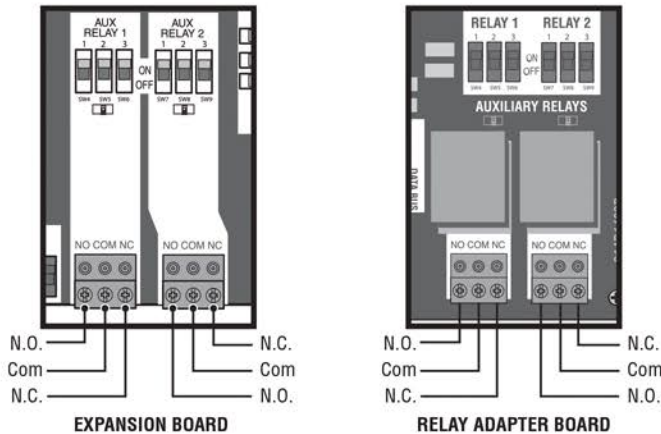 AUX AUX
RELAY 1 RELAY 2
1 2 3 1 2 3
ON
OFF
SW4 SW5 SW6 SW7 SW8 SW9
NO COM NC NO COM NC
N.O. N.C.
Com Com
N.C. N.O.
EXPANSION BOARD
RELAY 1 RELAY 2
1 2 3 1 2 3
ON
OFF
SW4 SW5 SW6 SW7 SW8 SW9
AUXILIARY RELAYS
DATA BUS
NO COM NC NO COM NC
N.O. N.C.
Com Com
N.C. N.O.
RELAY ADAPTER BOARD